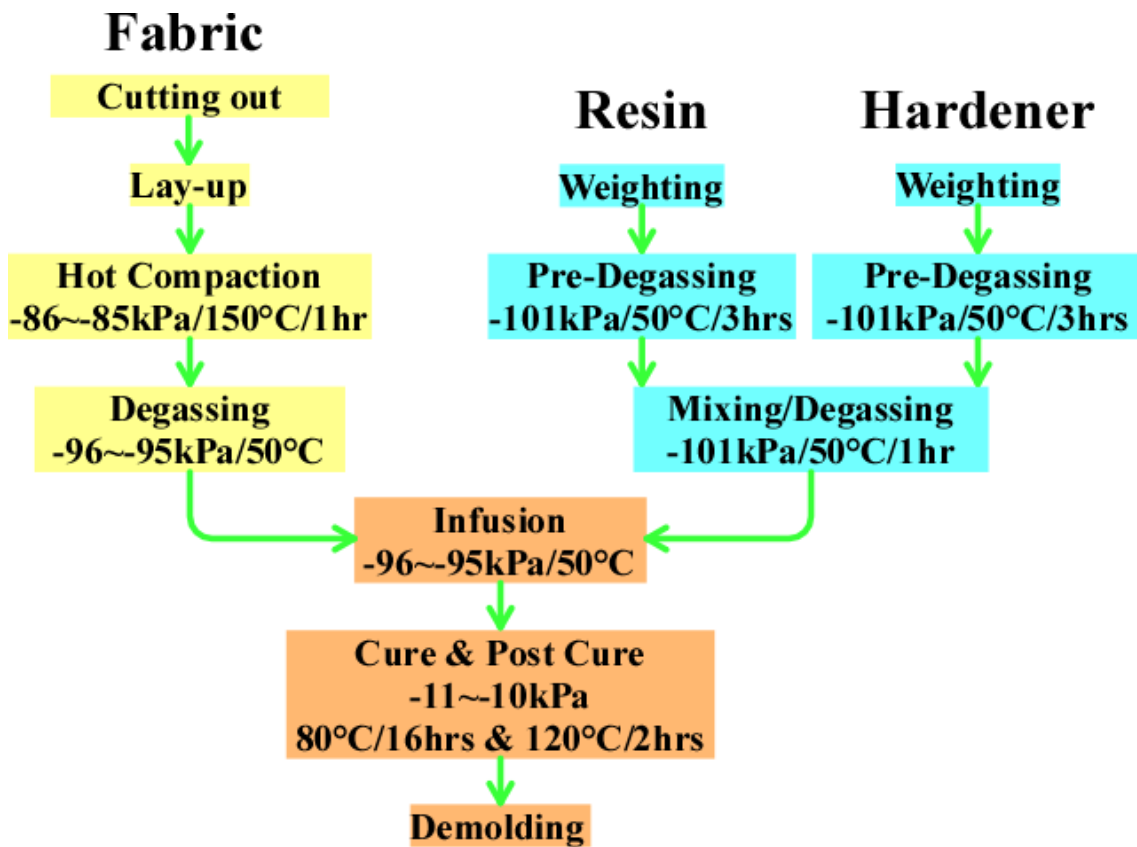 Fabric
Cutting out
Lay-up
Hot Compaction
-86~-85kPa/150°C/1hr
Degassing
-96~-95kPa/50°C
Resin
Weighting
Pre-Degassing
-101kPa/50°C/3hrs
Hardener
Weighting
Pre-Degassing
-101kPa/50°C/3hrs
Mixing/Degassing
-101kPa/50°C/1hr
Infusion
-96~-95kPa/50°C
Cure & Post Cure
-11~-10kPa
80°C/16hrs & 120°C/2hrs
Demolding